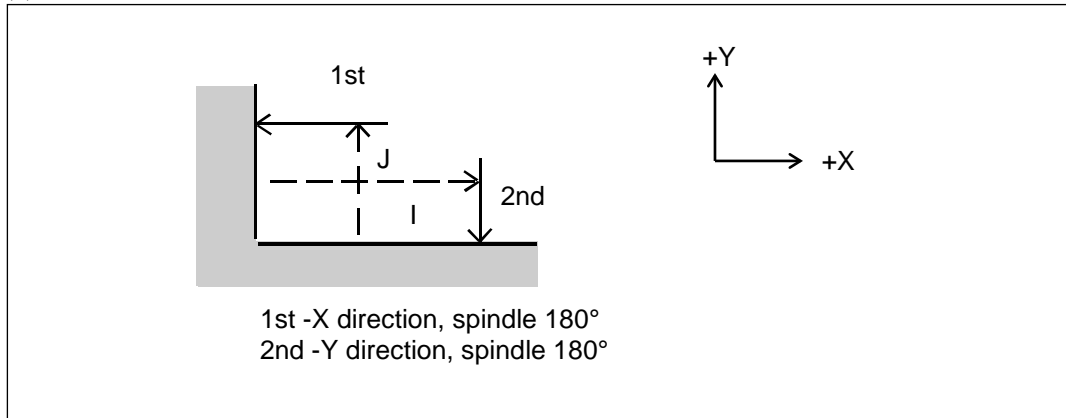 1st
+Y
J
+X
2nd
I
1st -X direction, spindle 180°
2nd -Y direction, spindle 180°